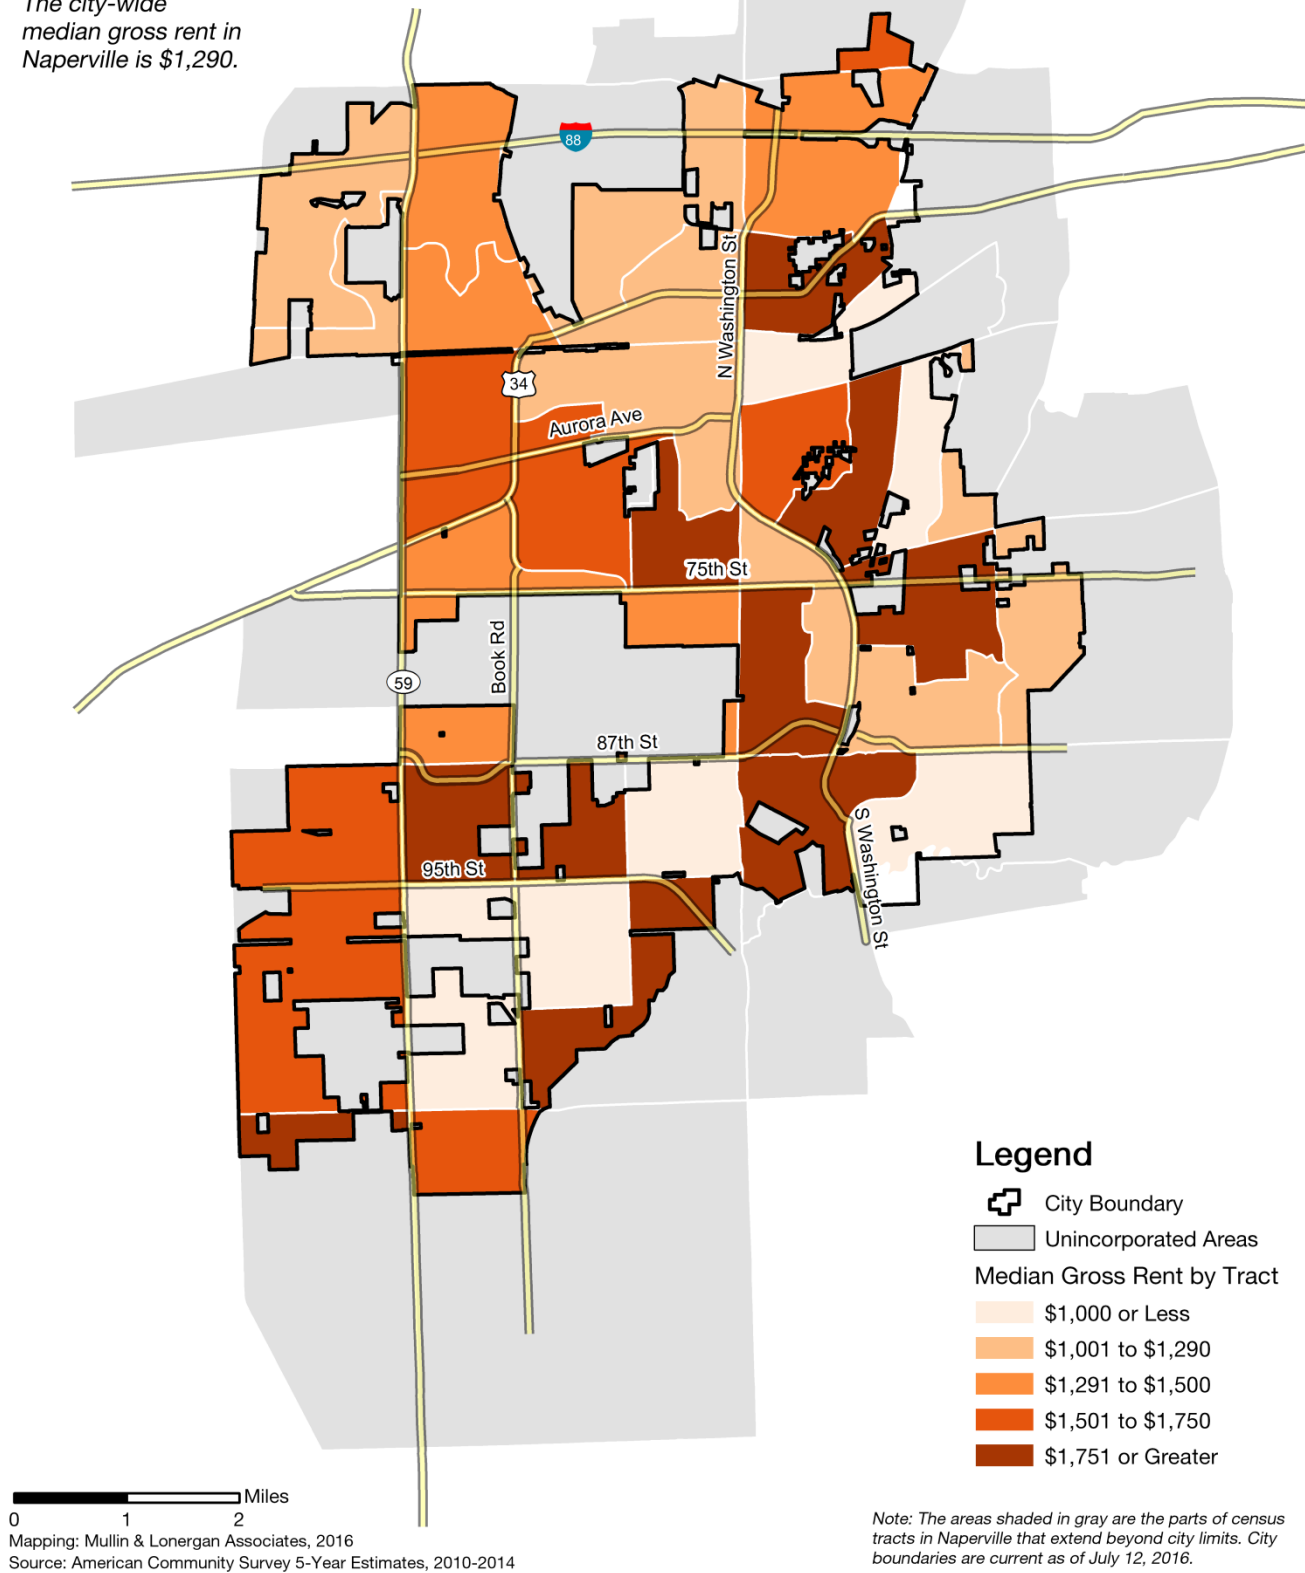 The city-wide
median gross rent in
Naperville is $1,290.
88
N Washington St
34
Aurora Ave
75th St
Book Rd
59
87th St
95th St
S Washington St
Legend
City Boundary
Unincorporated Areas
Median Gross Rent by Tract
$1,000 or Less
$1,001 to $1,290
$1,291 to $1,500
$1,501 to $1,750
$1,751 or Greater
Miles
0 1 2
Mapping: Mullin & Lonergan Associates, 2016
Source: American Community Survey 5-Year Estimates, 2010-2014
Note: The areas shaded in gray are the parts of census
tracts in Naperville that extend beyond city limits. City
boundaries are current as of July 12, 2016.